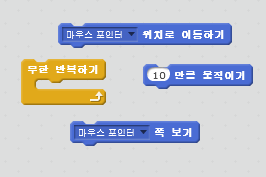 마우스 포인터 위치로 이동하기
무한 반복하기
10 만큼 움직이기
마우스 포인터 쪽 보기